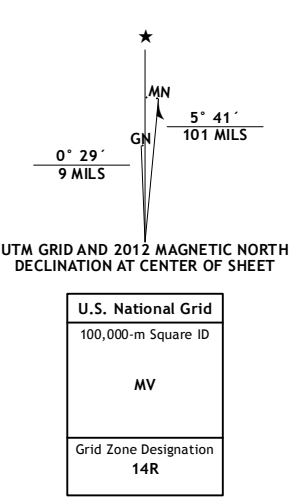 ★
MN
5° 41´
101 MILS
GN
0° 29´
9 MILS
UTM GRID AND 2012 MAGNETIC NORTH
DECLINATION AT CENTER OF SHEET
U.S. National Grid
100,000-m Square ID
MV
Grid Zone Designation
14R